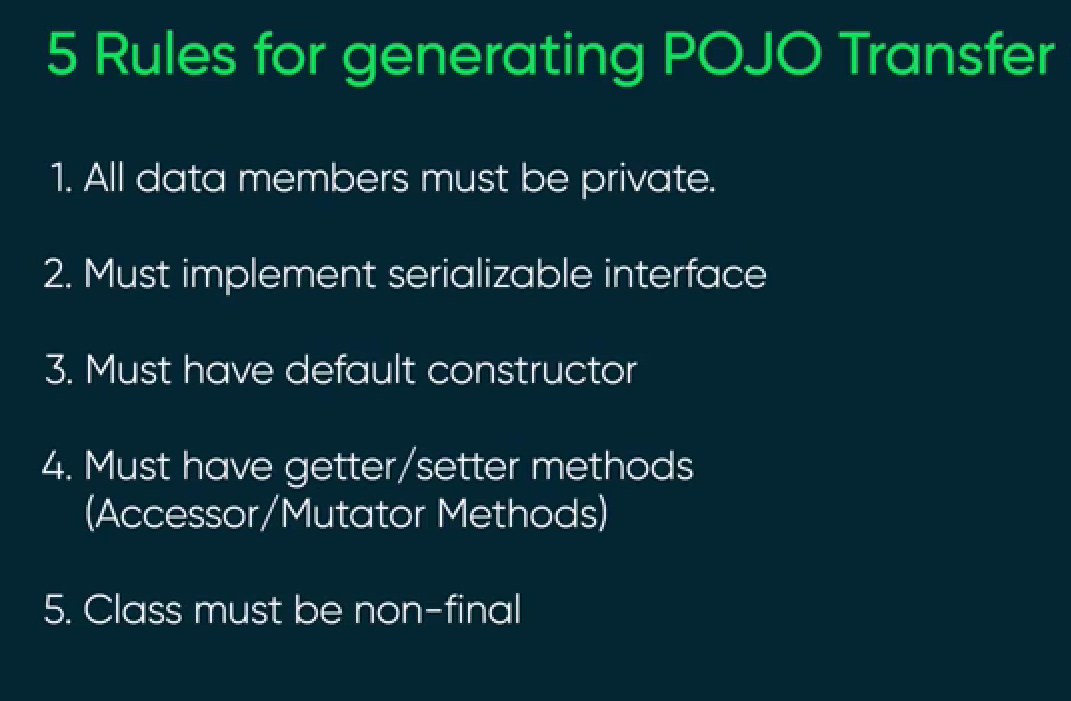 5 Rules for generating POJO Transfer
1. All data members must be private.
2. Must implement serializable interface
3. Must have default constructor
4. Must have getter/setter methods
(Accessor/Mutator Methods)
5. Class must be non-final